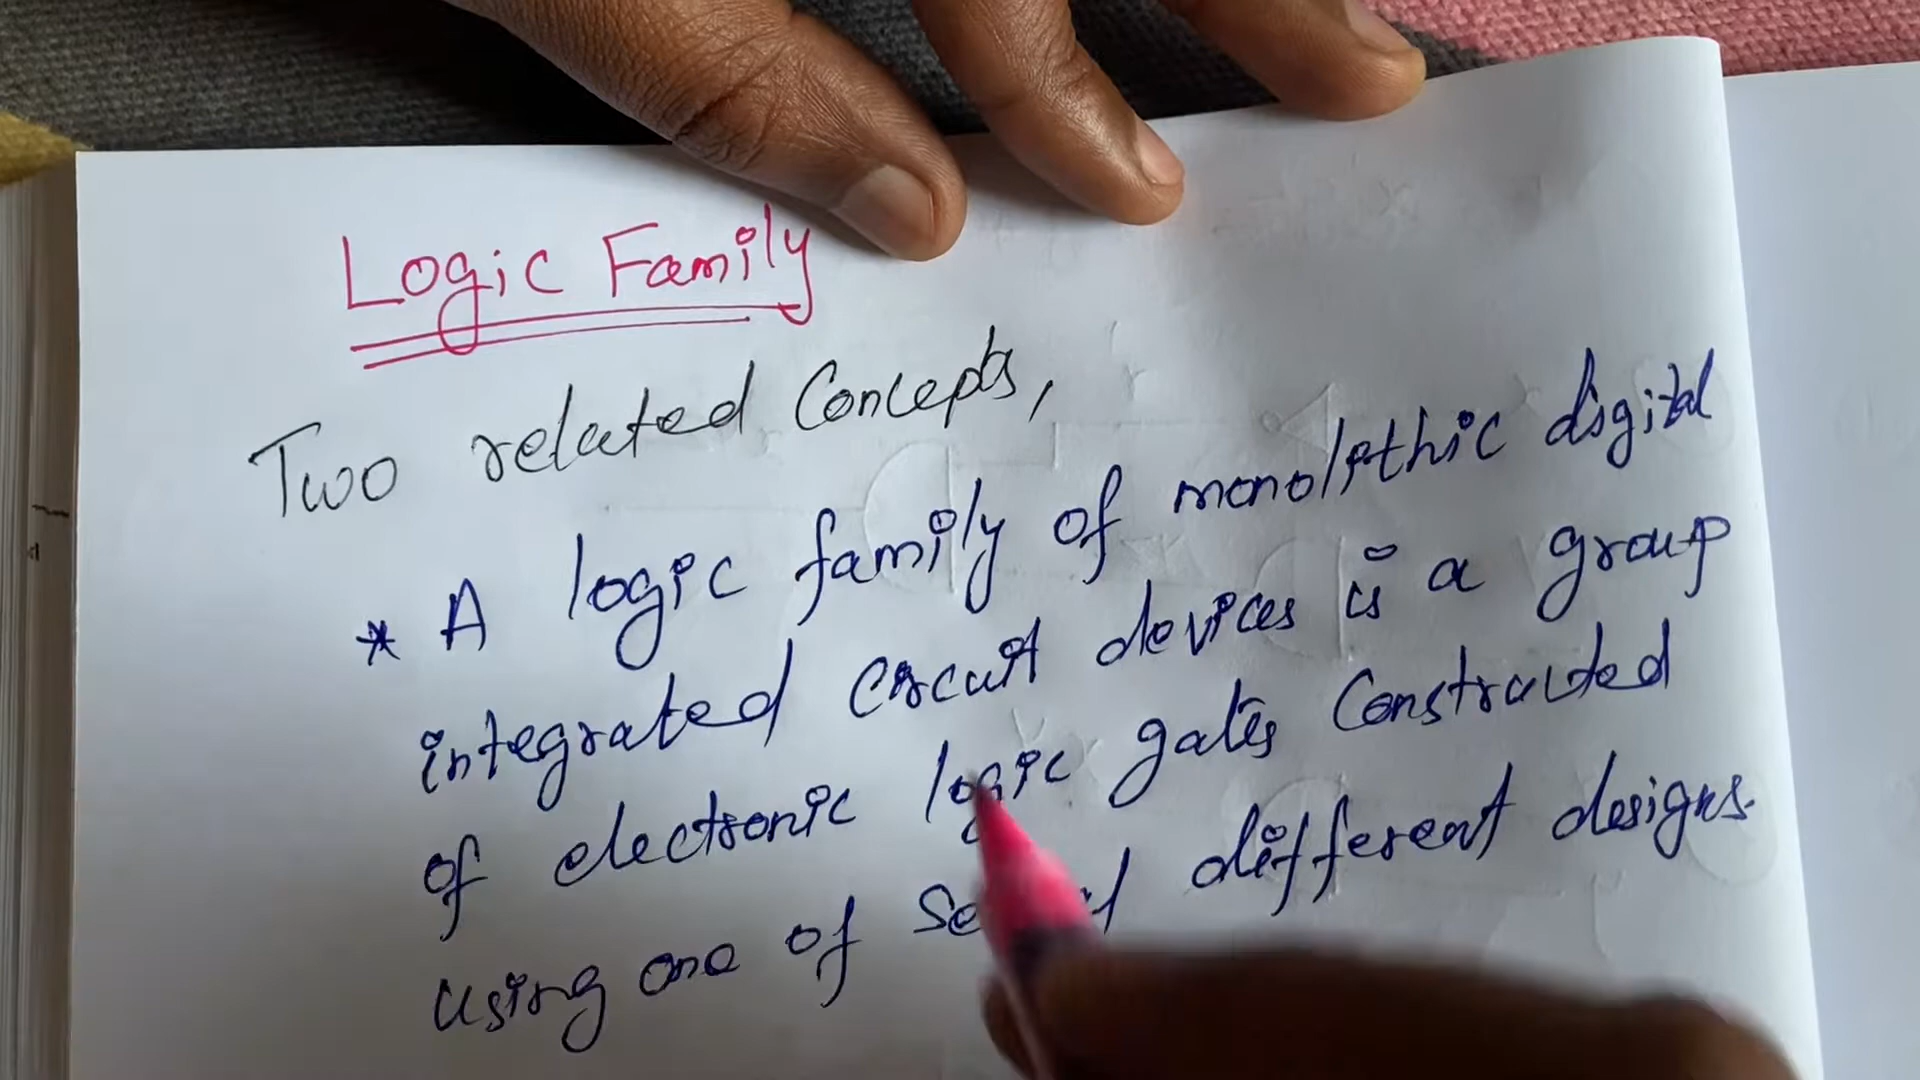 Logic Family
Two related Concepts,
* A logic family of monolithic digital
integrated circuit devices is a group
of electronic logic gates Constructed
using one of different designs.